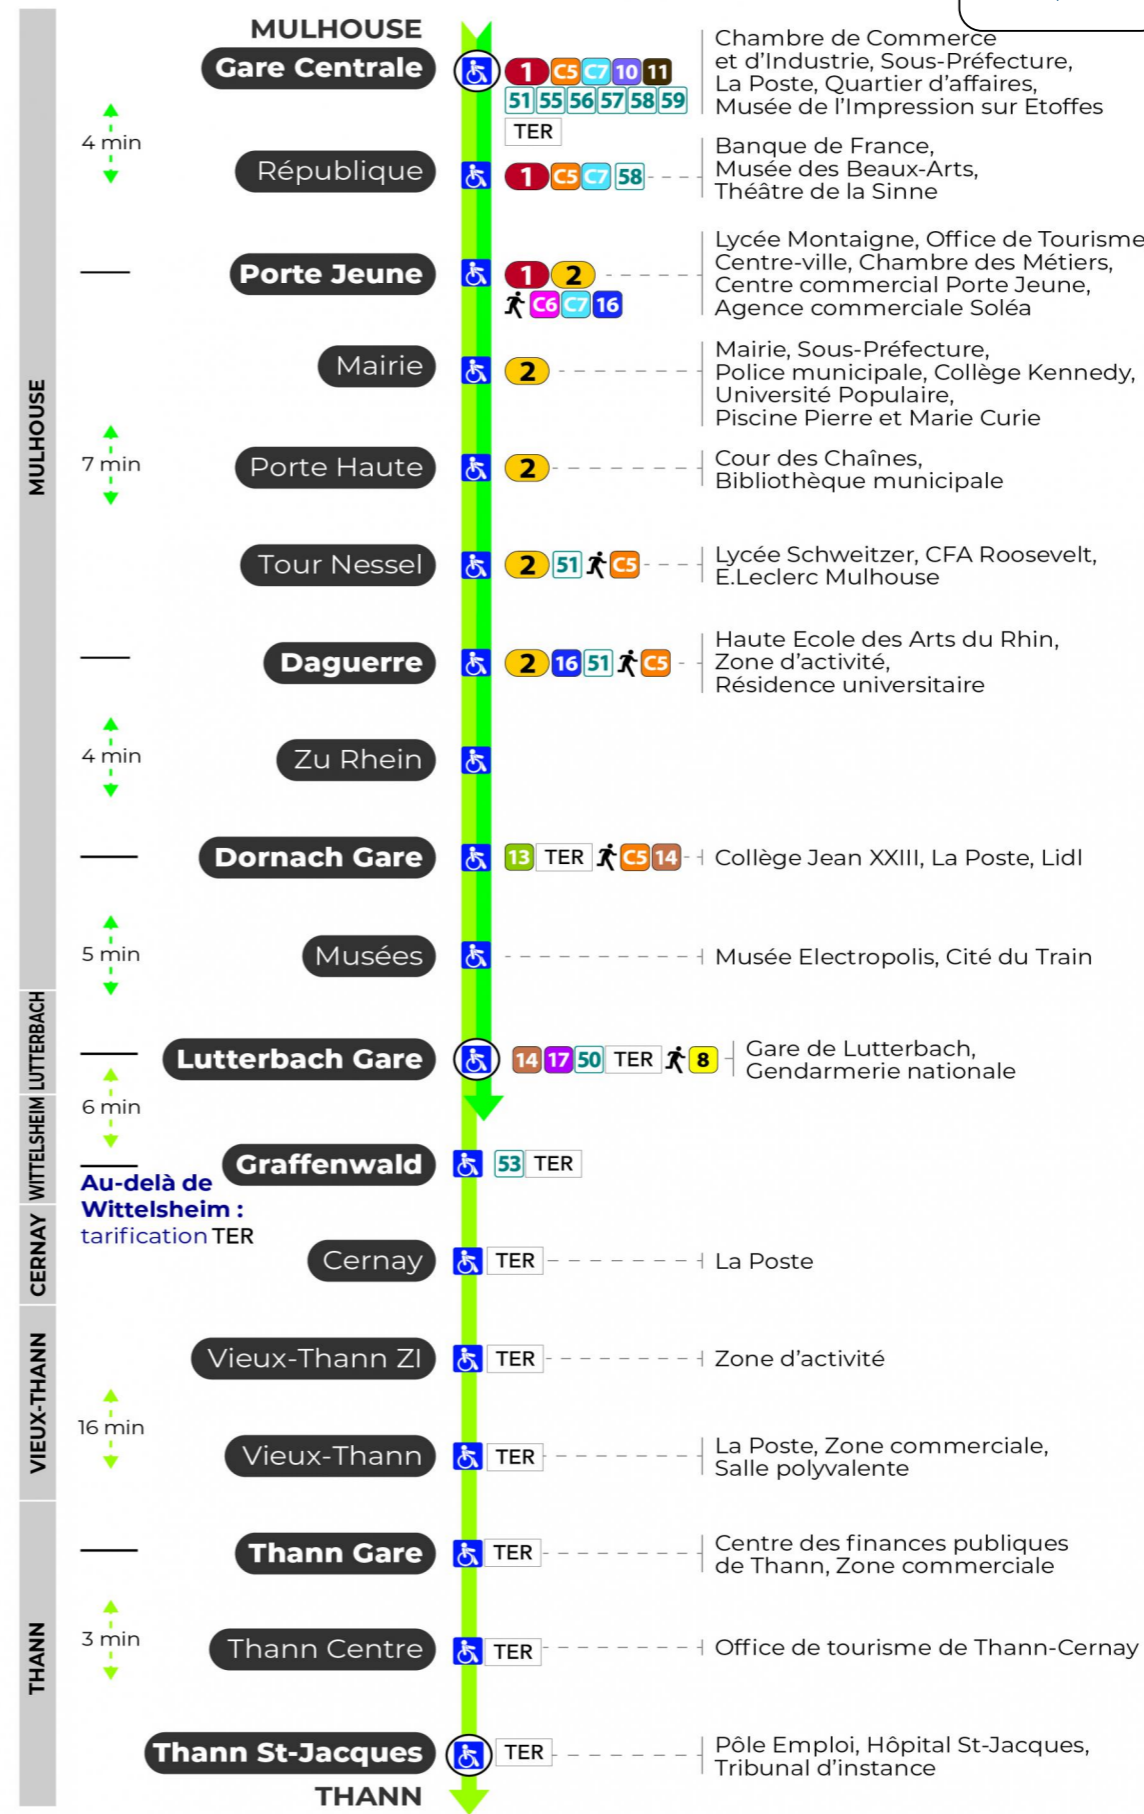 MULHOUSE
Gare Centrale
1 C5 C7 10 11
51 55 56 57 58 59
TER
Chambre de Commerce
et d'Industrie, Sous-Préfecture,
La Poste, Quartier d'affaires,
Musée de l'Impression sur Etoffes
4 min
République
1 C5 C7 58
Banque de France,
Musée des Beaux-Arts,
Théâtre de la Sinne
Porte Jeune
1 2
C6 C7 16
Lycée Montaigne, Office de Tourisme
Centre-ville, Chambre des Métiers,
Centre commercial Porte Jeune,
Agence commerciale Soléa
MULHOUSE
Mairie
2
Mairie, Sous-Préfecture,
Police municipale, Collège Kennedy,
Université Populaire,
Piscine Pierre et Marie Curie
7 min
Porte Haute
2
Cour des Chaînes,
Bibliothèque municipale
Tour Nessel
2 51 C5
Lycée Schweitzer, CFA Roosevelt,
E.Leclerc Mulhouse
Daguerre
2 16 51 C5
Haute Ecole des Arts du Rhin,
Zone d'activité,
Résidence universitaire
4 min
Zu Rhein
Dornach Gare
13 TER C5 14
Collège Jean XXIII, La Poste, Lidl
5 min
Musées
Musée Electropolis, Cité du Train
LUTTERBACH
Lutterbach Gare
14 17 50 TER 8
Gare de Lutterbach,
Gendarmerie nationale
6 min
WITTELSHEIM
Graffenwald
53 TER
Au-delà de
Wittelsheim :
tarification TER
CERNAY
Cernay
TER
La Poste
VIEUX-THANN
Vieux-Thann ZI
TER
Zone d'activité
16 min
Vieux-Thann
TER
La Poste, Zone commerciale,
Salle polyvalente
THANN
Thann Gare
TER
Centre des finances publiques
de Thann, Zone commerciale
3 min
Thann Centre
TER
Office de tourisme de Thann-Cernay
Thann St-Jacques
TER
Pôle Emploi, Hôpital St-Jacques,
Tribunal d'instance
THANN